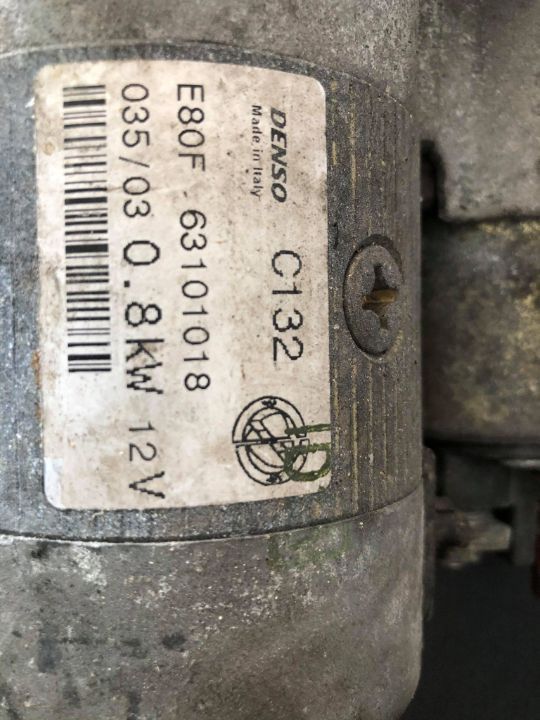 DENSO
Made in Italy
C132
E80F 63101018
035/03 0.8kW 12V